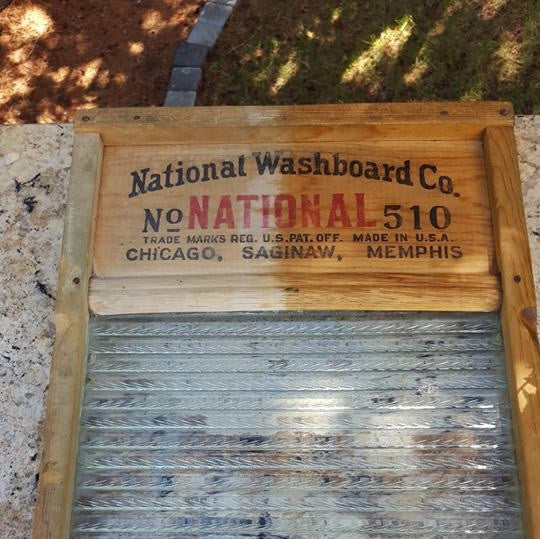 National Washboard Co.
No NATIONAL 510
TRADE MARKS REG. U.S. PAT. OFF. MADE IN U.S.A.
CHICAGO, SAGINAW, MEMPHIS